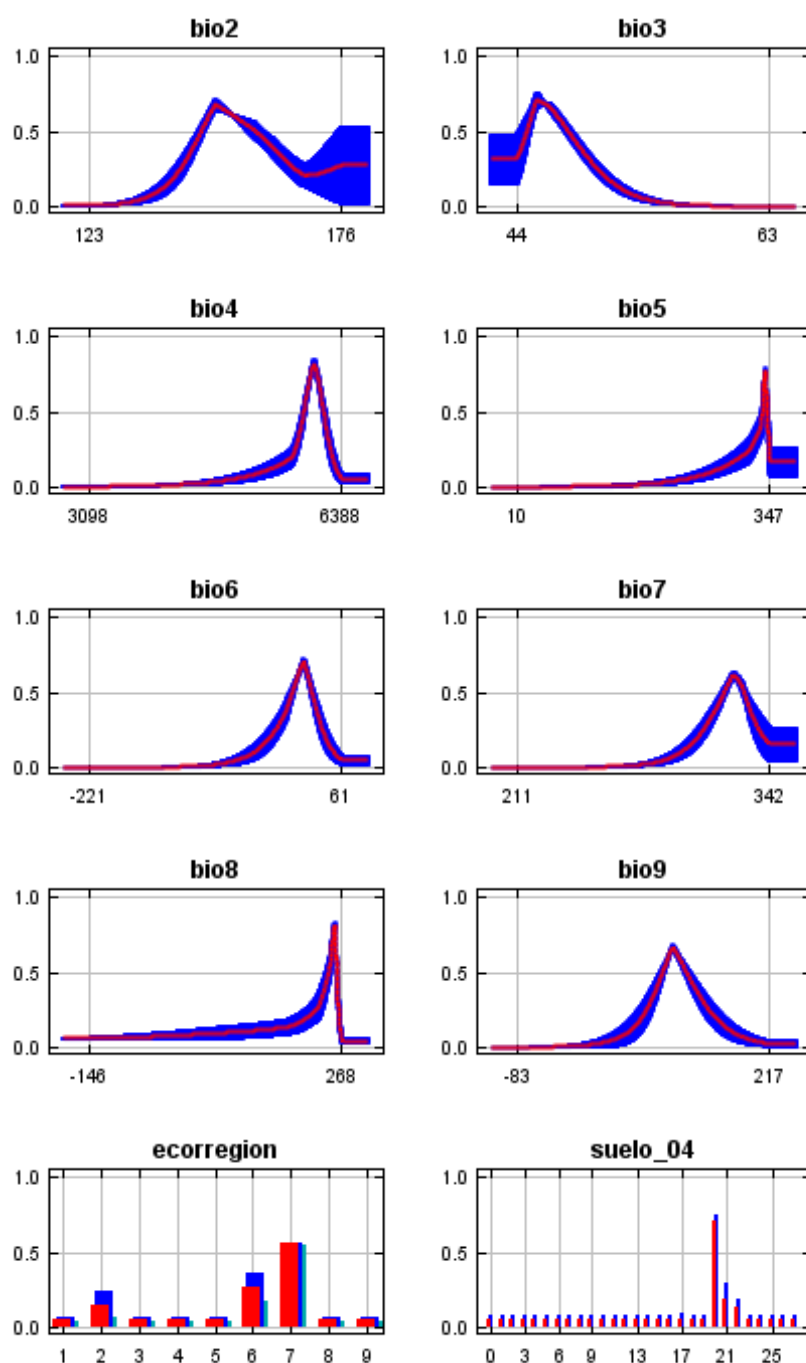 bio2 bio3
1.0 1.0
0.5 0.5
0.0 0.0
123 176 44 63
bio4 bio5
1.0 1.0
0.5 0.5
0.0 0.0
3098 6388 10 347
bio6 bio7
1.0 1.0
0.5 0.5
0.0 0.0
-221 61 211 342
bio8 bio9
1.0 1.0
0.5 0.5
0.0 0.0
-146 268 -83 217
ecorregion suelo_04
1.0 1.0
0.5 0.5
0.0 0.0
1 2 3 4 5 6 7 8 9 0 3 6 9 13 17 21 25